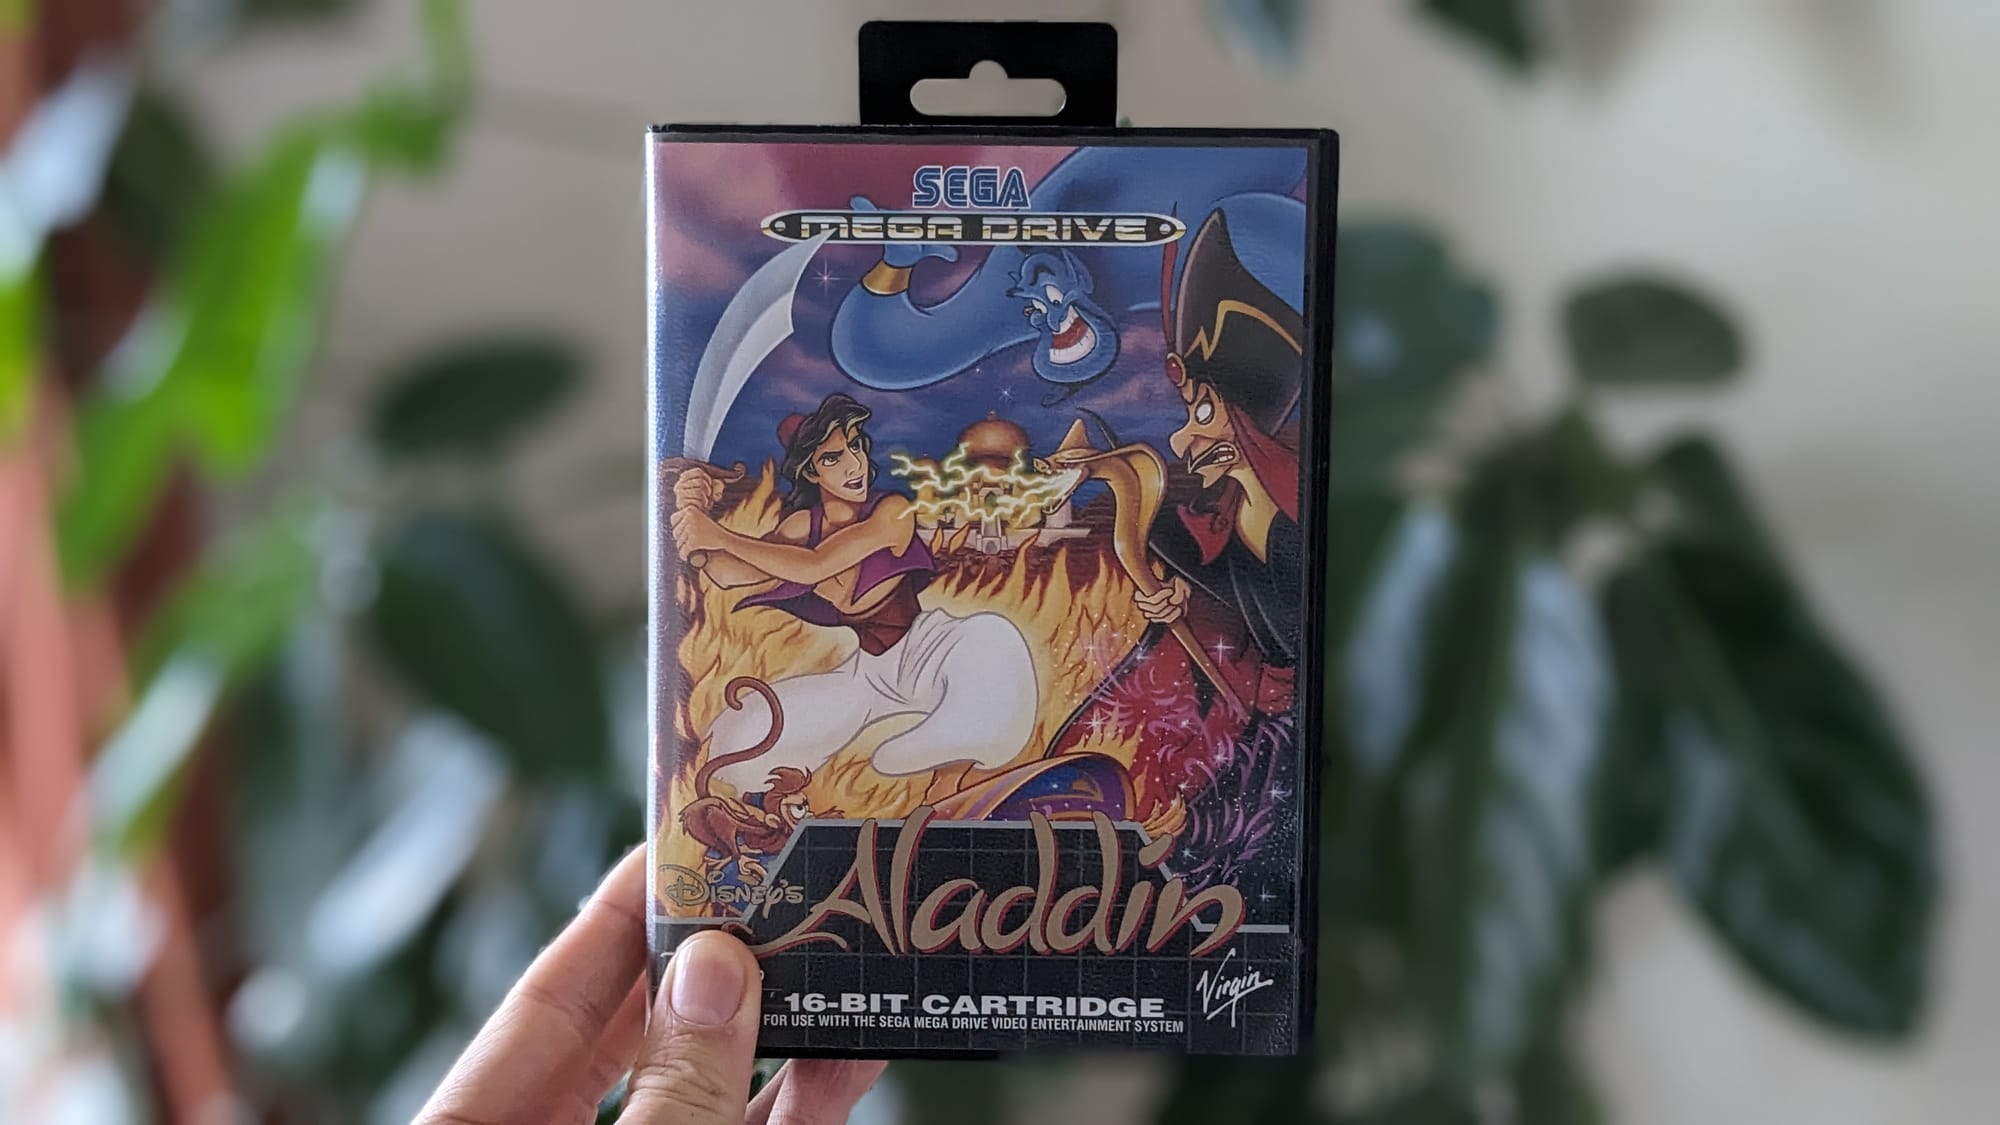 SEGA
MEGA DRIVE
DISNEY'S
Aladdin
Virgin
16-BIT CARTRIDGE
FOR USE WITH THE SEGA MEGA DRIVE VIDEO ENTERTAINMENT SYSTEM